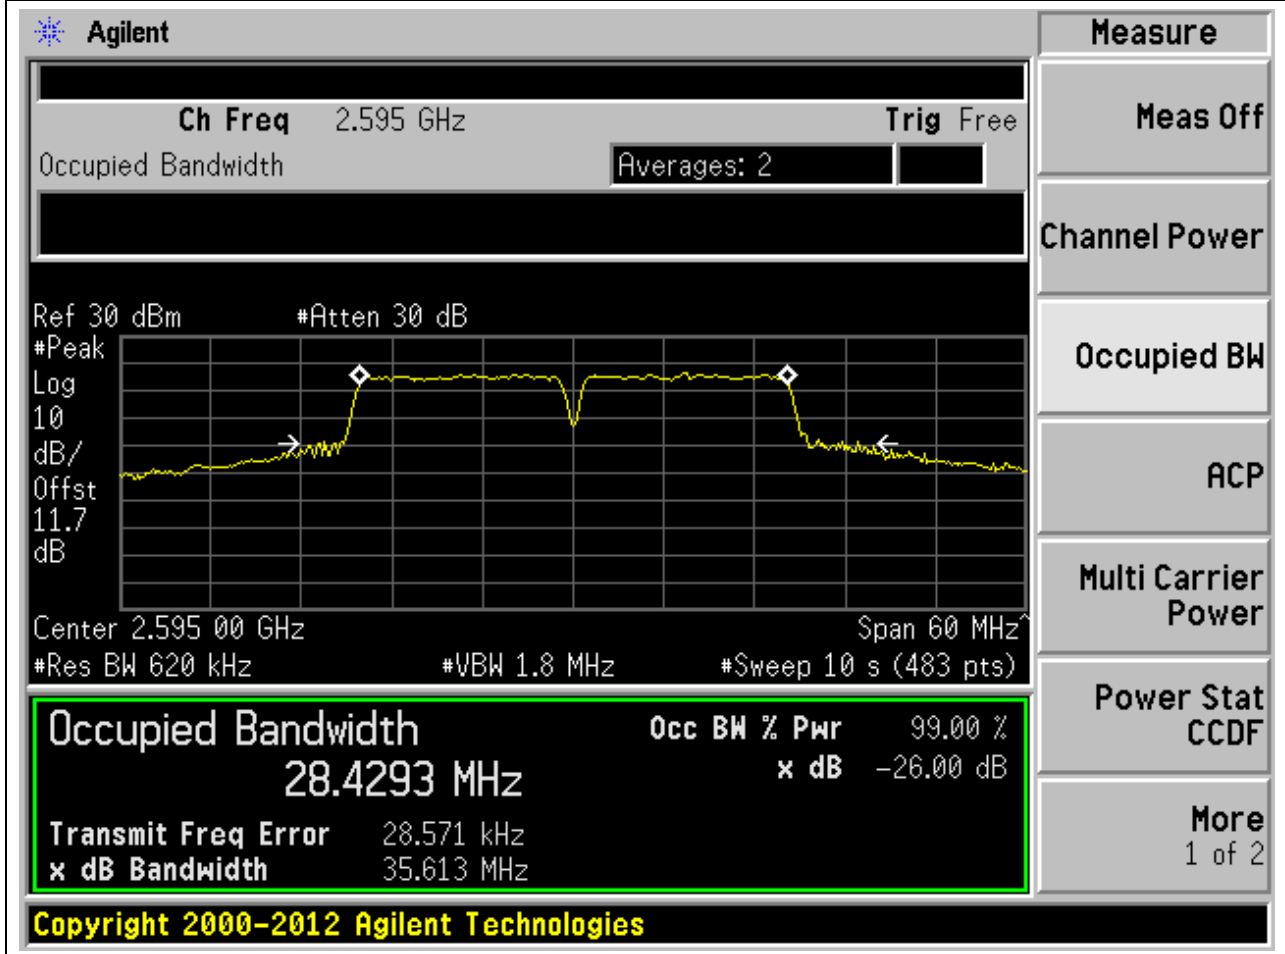 Agilent
Measure
Ch Freq 2.595 GHz Trig Free
Occupied Bandwidth Averages: 2
Meas Off
Channel Power
Occupied BW
ACP
Multi Carrier
Power
Power Stat
CCDF
More
1 of 2
Ref 30 dBm #Atten 30 dB
#Peak
Log
10
dB/
Offst
11.7
dB
Center 2.595 00 GHz Span 60 MHz^
#Res BW 620 kHz #VBW 1.8 MHz #Sweep 10 s (483 pts)
Occupied Bandwidth Occ BW % Pwr 99.00 %
28.4293 MHz x dB -26.00 dB
Transmit Freq Error 28.571 kHz
x dB Bandwidth 35.613 MHz
Copyright 2000-2012 Agilent Technologies